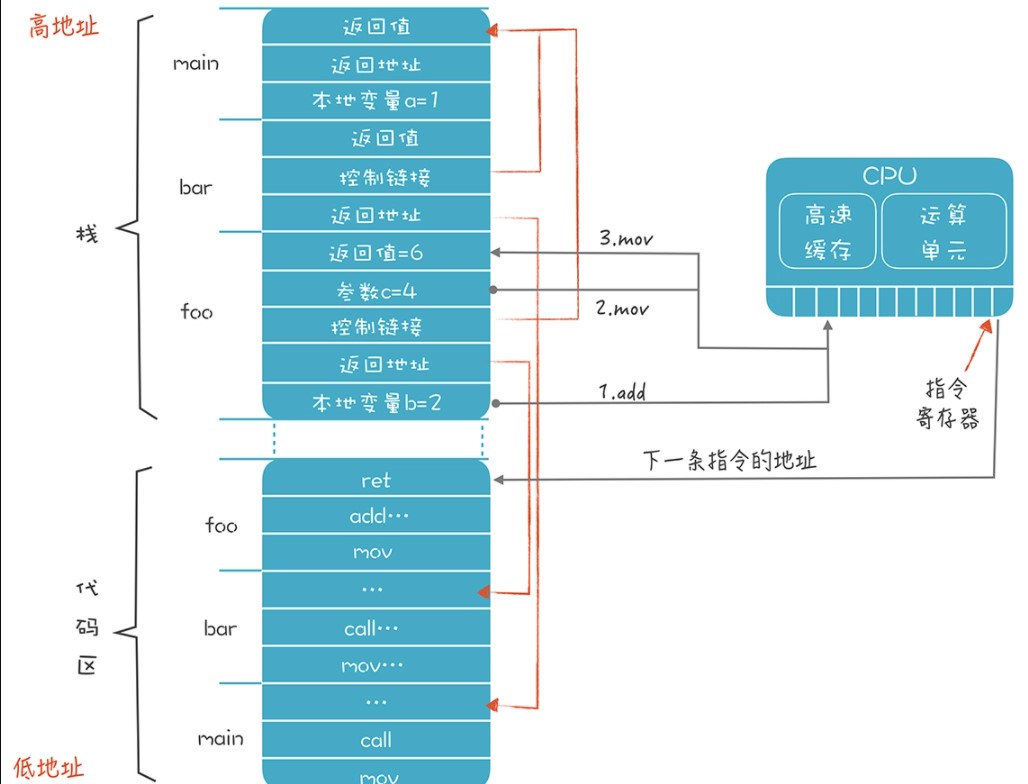 高地址
main
返回值
返回地址
本地变量a=1
bar
返回值
控制链接
返回地址
栈
foo
返回值=6
参数c=4
控制链接
返回地址
本地变量b=2
3.mov
2.mov
1.add
CPU
高速
缓存
运算
单元
指令
寄存器
下一条指令的地址
代
码
区
foo
ret
add···
mov
bar
···
call···
mov···
main
···
call
mov
低地址